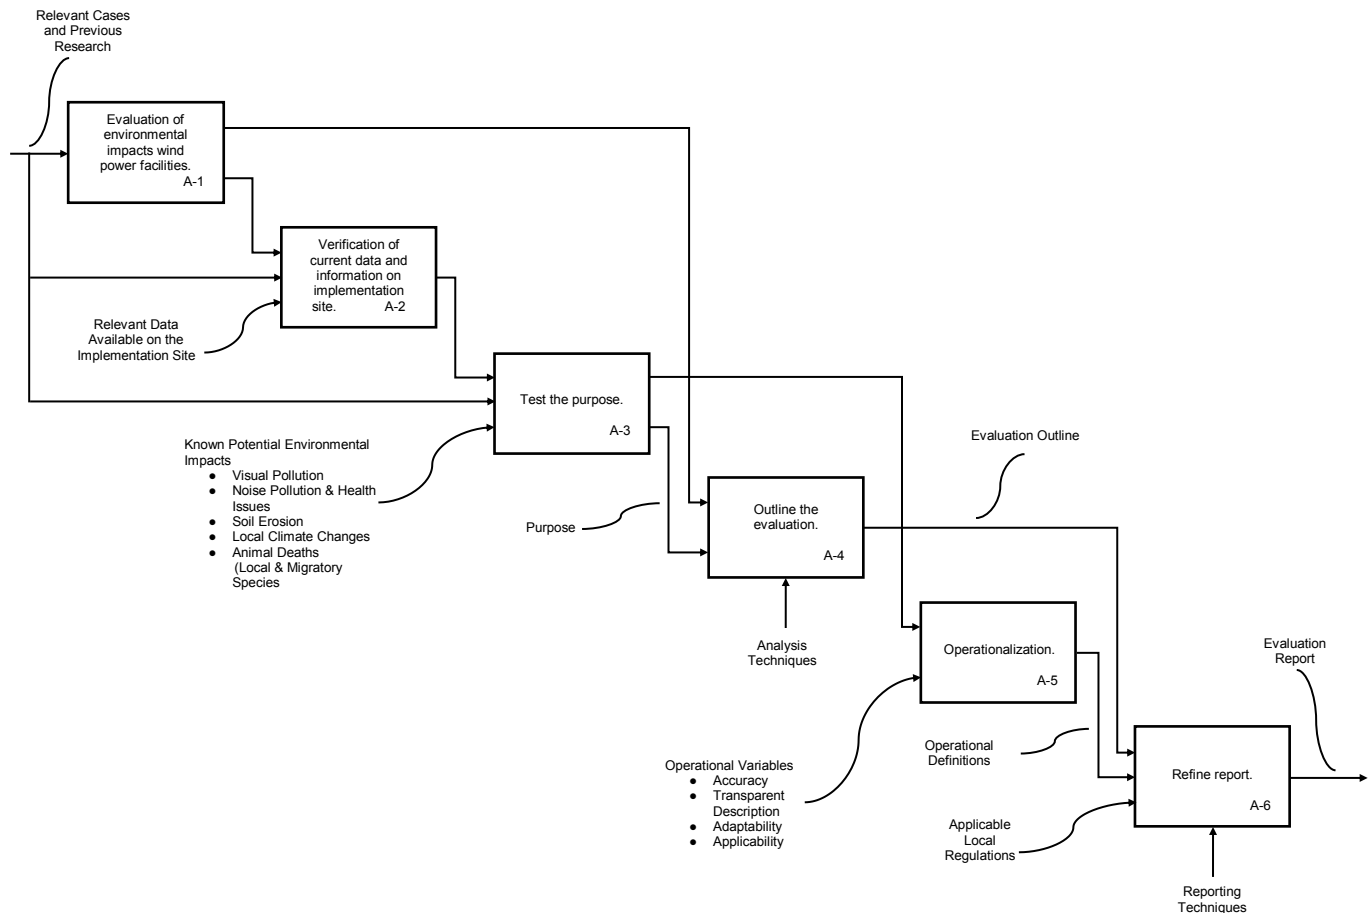 Relevant Cases
and Previous
Research
Evaluation of
environmental
impacts wind
power facilities.
A-1
Verification of
current data and
information on
implementation
site. A-2
Relevant Data
Available on the
Implementation Site
Test the purpose.
A-3
Known Potential Environmental
Impacts
● Visual Pollution
● Noise Pollution & Health
Issues
● Soil Erosion
● Local Climate Changes
● Animal Deaths
(Local & Migratory
Species
Purpose
Outline the
evaluation.
A-4
Evaluation Outline
Analysis
Techniques
Operationalization.
A-5
Operational Variables
● Accuracy
● Transparent
Description
● Adaptability
● Applicability
Operational
Definitions
Evaluation
Report
Refine report.
A-6
Applicable
Local
Regulations
Reporting
Techniques